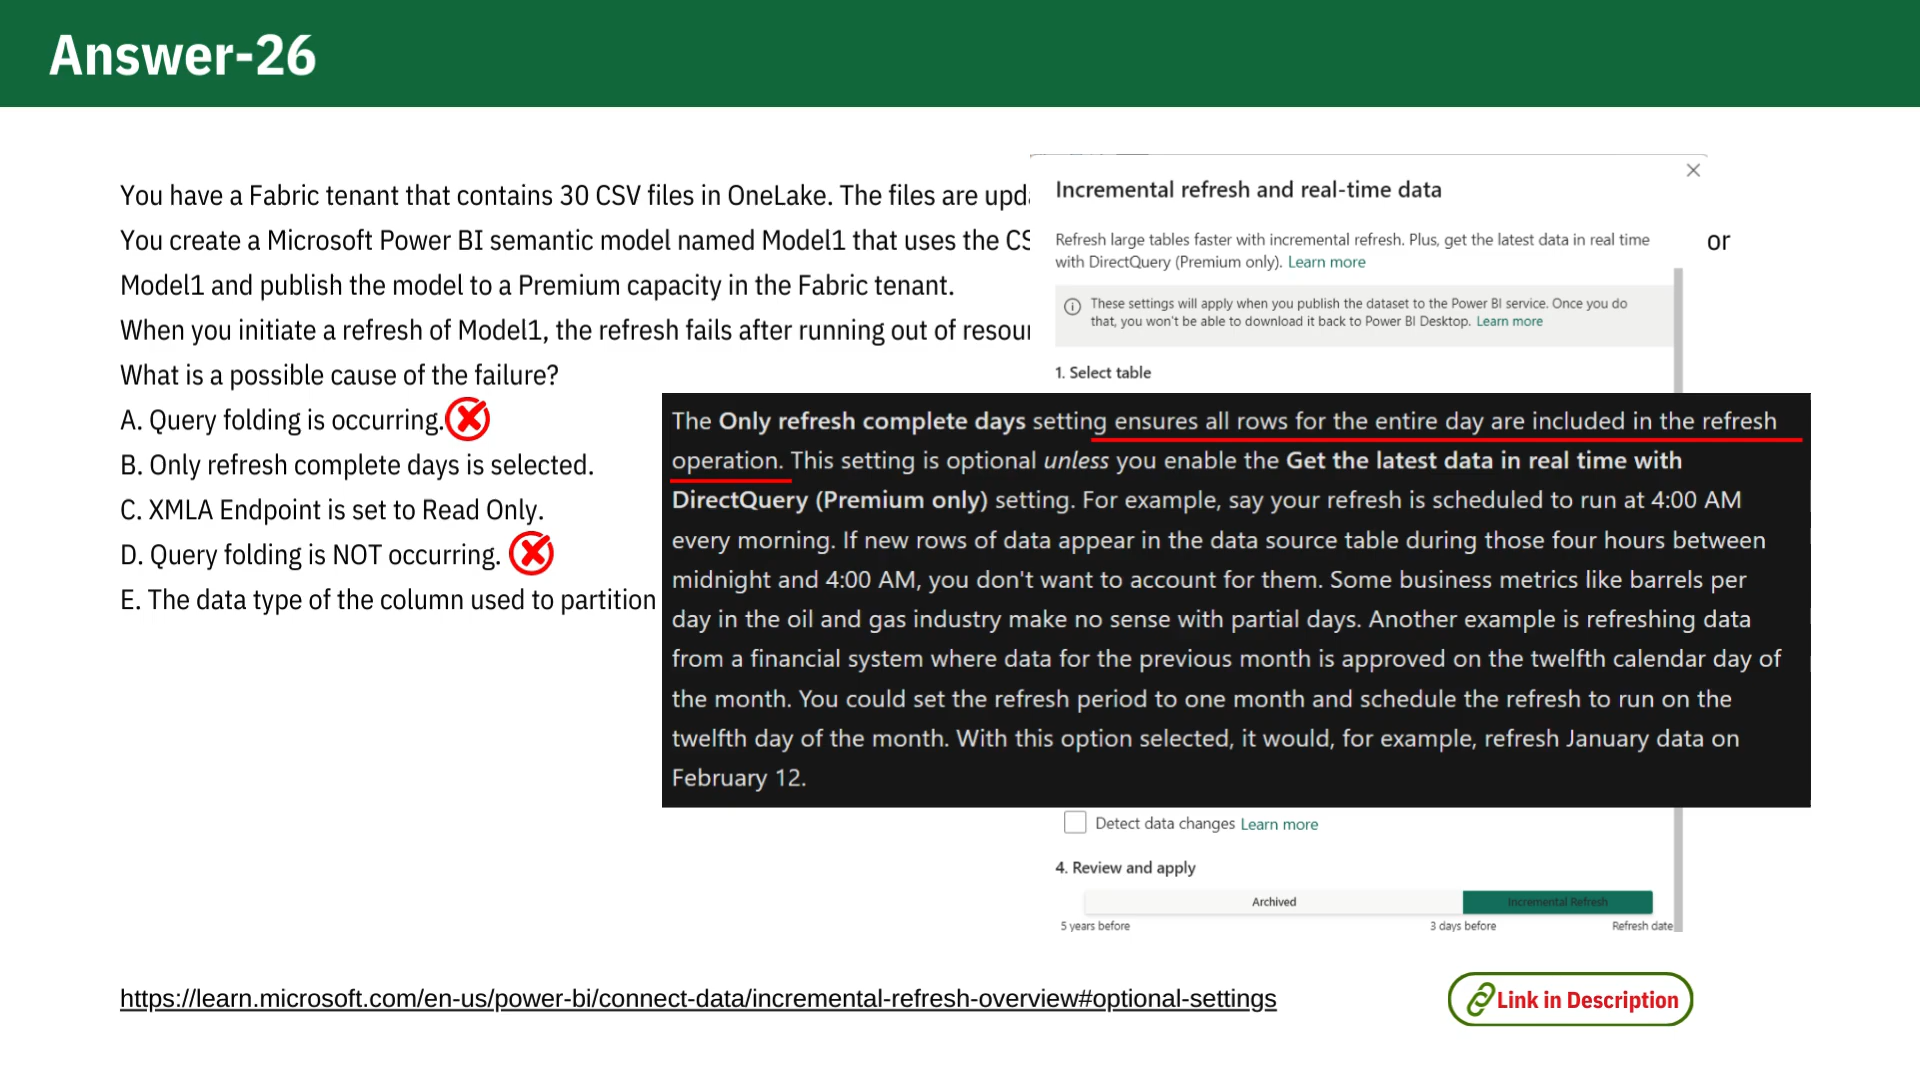 Answer-26
You have a Fabric tenant that contains 30 CSV files in OneLake. The files are
You create a Microsoft Power BI semantic model named Model1 that uses the or
Model1 and publish the model to a Premium capacity in the Fabric tenant.
When you initiate a refresh of Model1, the refresh fails after running out of
What is a possible cause of the failure?
A. Query folding is occurring.
B. Only refresh complete days is selected.
C. XMLA Endpoint is set to Read Only.
D. Query folding is NOT occurring.
E. The data type of the column used to partition
Incremental refresh and real-time data
Refresh large tables faster with incremental refresh. Plus, get the latest data in real time
with DirectQuery (Premium only). Learn more
These settings will apply when you publish the dataset to the Power BI service. Once you do
that, you won't be able to download it back to Power BI Desktop. Learn more
1. Select table
The Only refresh complete days setting ensures all rows for the entire day are included in the refresh
operation. This setting is optional unless you enable the Get the latest data in real time with
DirectQuery (Premium only) setting. For example, say your refresh is scheduled to run at 4:00 AM
every morning. If new rows of data appear in the data source table during those four hours between
midnight and 4:00 AM, you don't want to account for them. Some business metrics like barrels per
day in the oil and gas industry make no sense with partial days. Another example is refreshing data
from a financial system where data for the previous month is approved on the twelfth calendar day of
the month. You could set the refresh period to one month and schedule the refresh to run on the
twelfth day of the month. With this option selected, it would, for example, refresh January data on
February 12.
Detect data changes Learn more
4. Review and apply
Archived Incremental Refresh
5 years before 3 days before Refresh date
https://learn.microsoft.com/en-us/power-bi/connect-data/incremental-refresh-overview#optional-settings
Link in Description